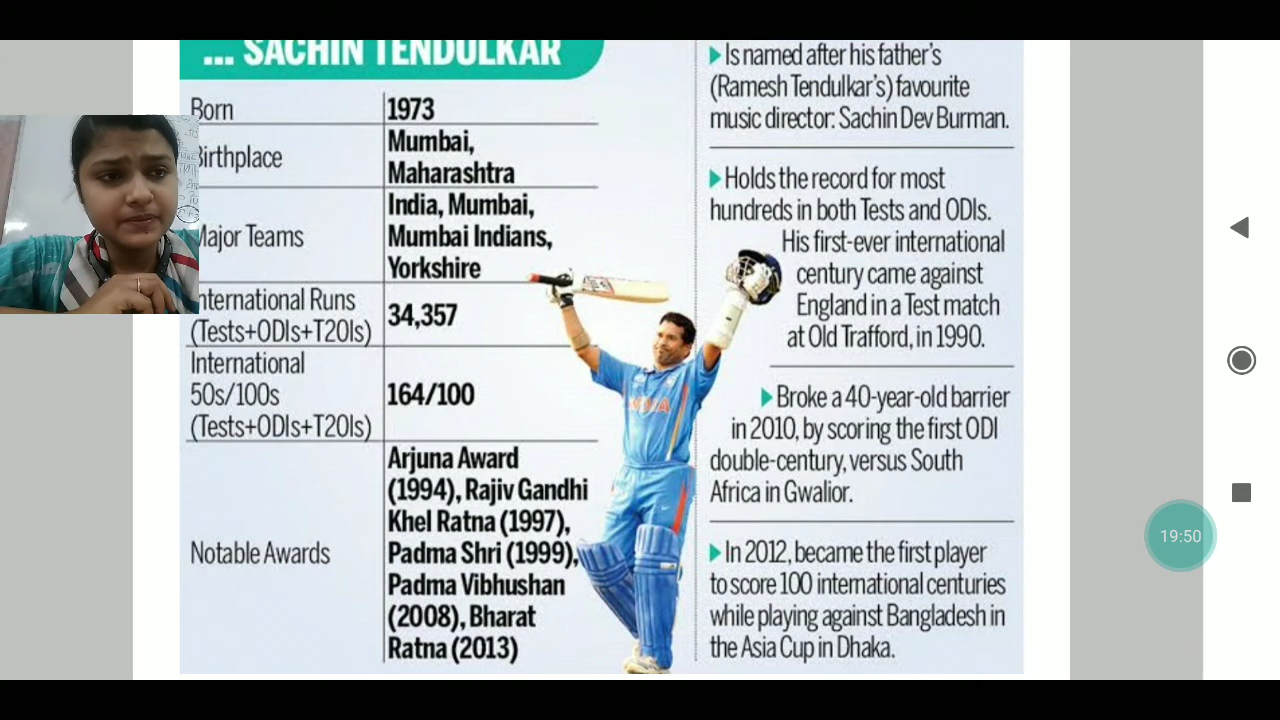 ... SACHIN TENDULKAR
Born 1973
Birthplace Mumbai,
Maharashtra
Major Teams India, Mumbai,
Mumbai Indians,
Yorkshire
International Runs
(Tests+ODIs+T20Is) 34,357
International
50s/100s
(Tests+ODIs+T20Is) 164/100
Notable Awards Arjuna Award
(1994), Rajiv Gandhi
Khel Ratna (1997),
Padma Shri (1999),
Padma Vibhushan
(2008), Bharat
Ratna (2013)
Is named after his father's
(Ramesh Tendulkar's) favourite
music director: Sachin Dev Burman.
Holds the record for most
hundreds in both Tests and ODIs.
His first-ever international
century came against
England in a Test match
at Old Trafford, in 1990.
Broke a 40-year-old barrier
in 2010, by scoring the first ODI
double-century, versus South
Africa in Gwalior.
In 2012, became the first player
to score 100 international centuries
while playing against Bangladesh in
the Asia Cup in Dhaka.
19:50